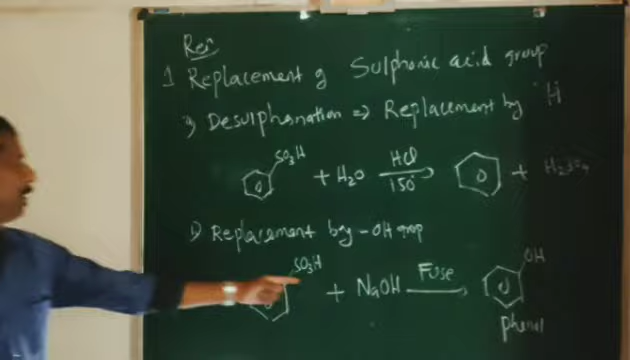 Rxn
1 Replacement of Sulphonic acid group
a) Desulphonation ⇒ Replacement by 'H
SO3H
+ H2O HCl 150° + H2SO4
b) Replacement by - OH grop
SO3H OH
+ NaOH Fuse
phenol